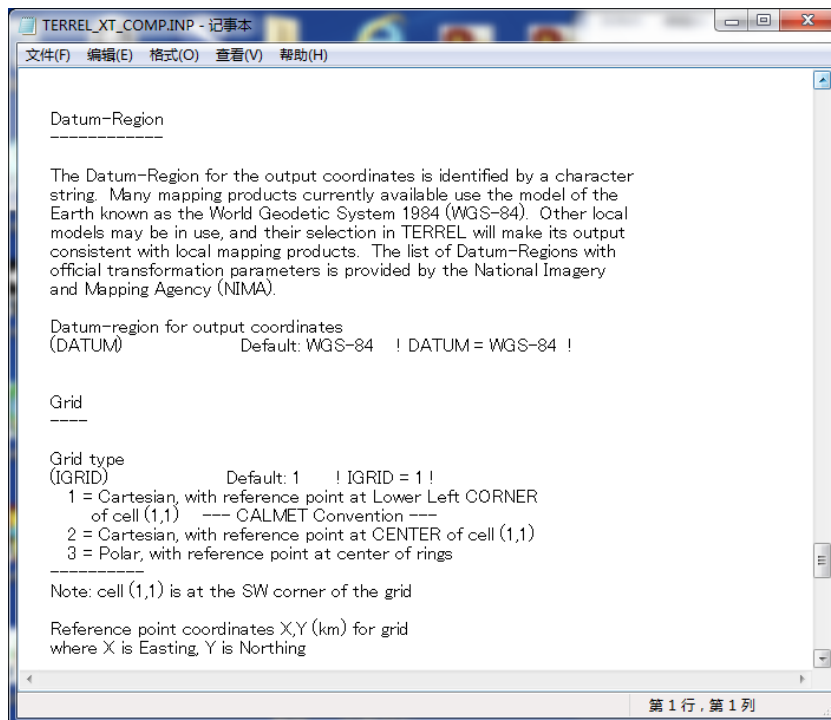 TERREL_XT_COMP.INP - 记事本
文件(F) 编辑(E) 格式(O) 查看(V) 帮助(H)
Datum-Region
------------
The Datum-Region for the output coordinates is identified by a character
string. Many mapping products currently available use the model of the
Earth known as the World Geodetic System 1984 (WGS-84). Other local
models may be in use, and their selection in TERREL will make its output
consistent with local mapping products. The list of Datum-Regions with
official transformation parameters is provided by the National Imagery
and Mapping Agency (NIMA).
Datum-region for output coordinates
(DATUM) Default: WGS-84 ! DATUM = WGS-84 !
Grid
----
Grid type
(IGRID) Default: 1 ! IGRID = 1 !
1 = Cartesian, with reference point at Lower Left CORNER
of cell (1,1) --- CALMET Convention ---
2 = Cartesian, with reference point at CENTER of cell (1,1)
3 = Polar, with reference point at center of rings
----------
Note: cell (1,1) is at the SW corner of the grid
Reference point coordinates X,Y (km) for grid
where X is Easting, Y is Northing
第 1 行，第 1 列